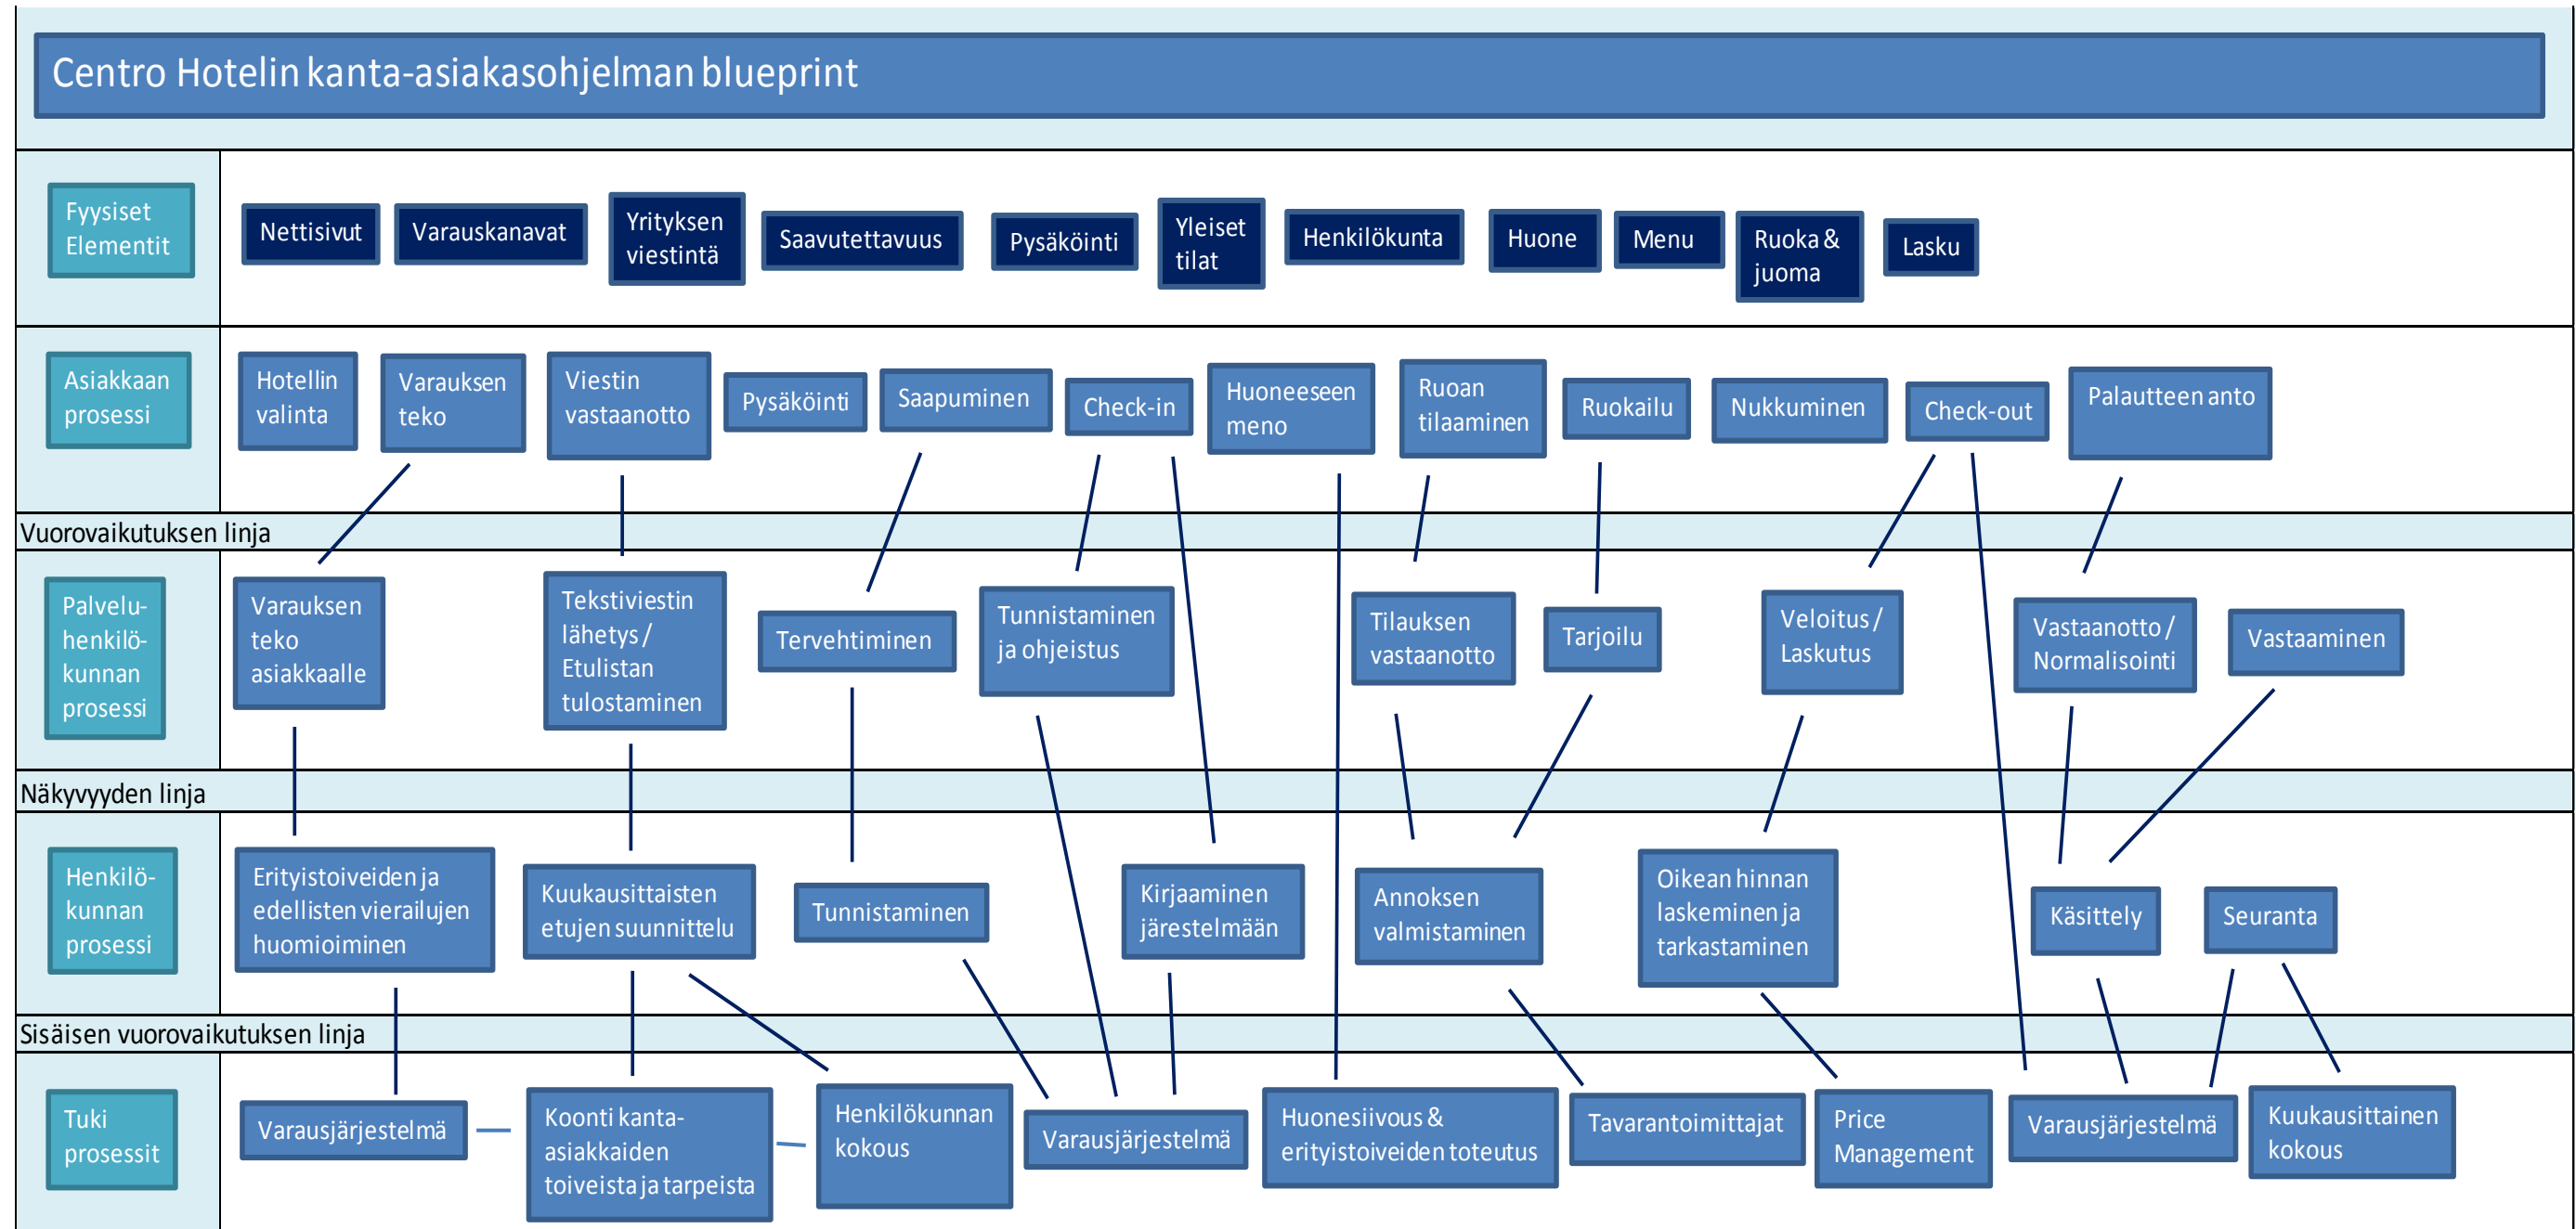 Centro Hotelin kanta-asiakasohjelman blueprint
Fyysiset
Elementit
Nettisivut
Varauskanavat
Yrityksen
viestintä
Saavutettavuus
Pysäköinti
Yleiset
tilat
Henkilökunta
Huone
Menu
Ruoka &
juoma
Lasku
Asiakkaan
prosessi
Hotellin
valinta
Varauksen
teko
Viestin
vastaanotto
Pysäköinti
Saapuminen
Check-in
Huoneeseen
meno
Ruoan
tilaaminen
Ruokailu
Nukkuminen
Check-out
Palautteen anto
Vuorovaikutuksen linja
Palvelu-
henkilö-
kunnan
prosessi
Varauksen
teko
asiakkaalle
Tekstiviestin
lähetys /
Etulistan
tulostaminen
Tervehtiminen
Tunnistaminen
ja ohjeistus
Tilauksen
vastaanotto
Tarjoilu
Veloitus /
Laskutus
Vastaanotto /
Normalisointi
Vastaaminen
Näkyvyyden linja
Henkilö-
kunnan
prosessi
Erityistoiveiden ja
edellisten vierailujen
huomioiminen
Kuukausittaisten
etujen suunnittelu
Tunnistaminen
Kirjaaminen
järestelmään
Annoksen
valmistaminen
Oikean hinnan
laskeminen ja
tarkastaminen
Käsittely
Seuranta
Sisäisen vuorovaikutuksen linja
Tuki
prosessit
Varausjärjestelmä
Koonti kanta-
asiakkaiden
toiveista ja tarpeista
Henkilökunnan
kokous
Varausjärjestelmä
Huonesiivous &
erityistoiveiden toteutus
Tavarantoimittajat
Price
Management
Varausjärjestelmä
Kuukausittainen
kokous